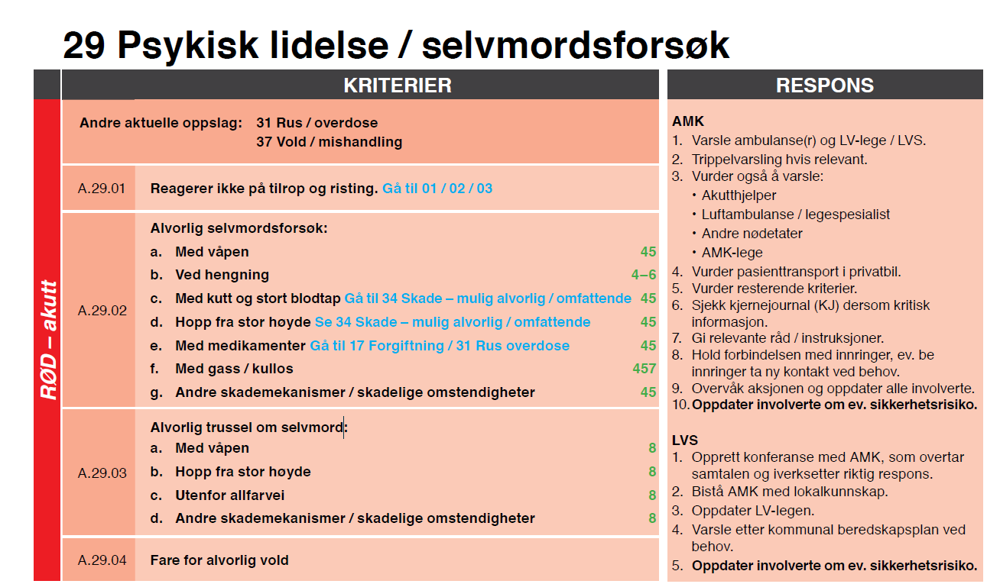 29 Psykisk lidelse / selvmordsforsøk
KRITERIER
Andre aktuelle oppslag: 31 Rus / overdose
37 Vold / mishandling
A.29.01 Reagerer ikke på tilrop og risting. Gå til 01 / 02 / 03
A.29.02
Alvorlig selvmordsforsøk:
a. Med våpen 45
b. Ved hengning 4–6
c. Med kutt og stort blodtap Gå til 34 Skade – mulig alvorlig / omfattende 45
d. Hopp fra stor høyde Se 34 Skade – mulig alvorlig / omfattende 45
e. Med medikamenter Gå til 17 Forgiftning / 31 Rus overdose 45
f. Med gass / kullos 457
g. Andre skademekanismer / skadelige omstendigheter 45
A.29.03
Alvorlig trussel om selvmord:
a. Med våpen 8
b. Hopp fra stor høyde 8
c. Utenfor allfarvei 8
d. Andre skademekanismer / skadelige omstendigheter 8
A.29.04 Fare for alvorlig vold
RØD – akutt
RESPONS
AMK
1. Varsle ambulanse(r) og LV-lege / LVS.
2. Trippelvarsling hvis relevant.
3. Vurder også å varsle:
• Akutthjelper
• Luftambulanse / legespesialist
• Andre nødetater
• AMK-lege
4. Vurder pasienttransport i privatbil.
5. Vurder resterende kriterier.
6. Sjekk kjernejournal (KJ) dersom kritisk
informasjon.
7. Gi relevante råd / instruksjoner.
8. Hold forbindelsen med innringer, ev. be
innringer ta ny kontakt ved behov.
9. Overvåk aksjonen og oppdater alle involverte.
10. Oppdater involverte om ev. sikkerhetsrisiko.
LVS
1. Opprett konferanse med AMK, som overtar
samtalen og iverksetter riktig respons.
2. Bistå AMK med lokalkunnskap.
3. Oppdater LV-legen.
4. Varsle etter kommunal beredskapsplan ved
behov.
5. Oppdater involverte om ev. sikkerhetsrisiko.